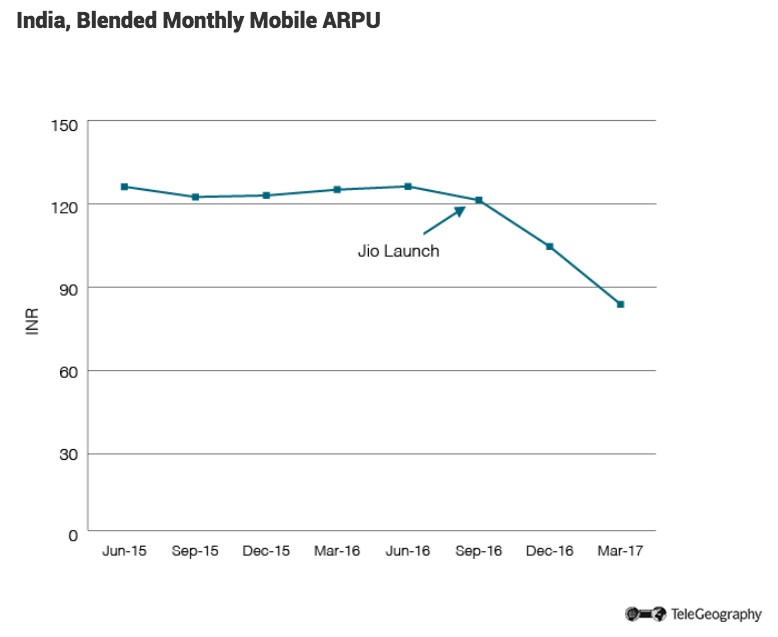 India, Blended Monthly Mobile ARPU
150
120
90
60
30
0
INR
Jio Launch
Jun-15 Sep-15 Dec-15 Mar-16 Jun-16 Sep-16 Dec-16 Mar-17
TeleGeography